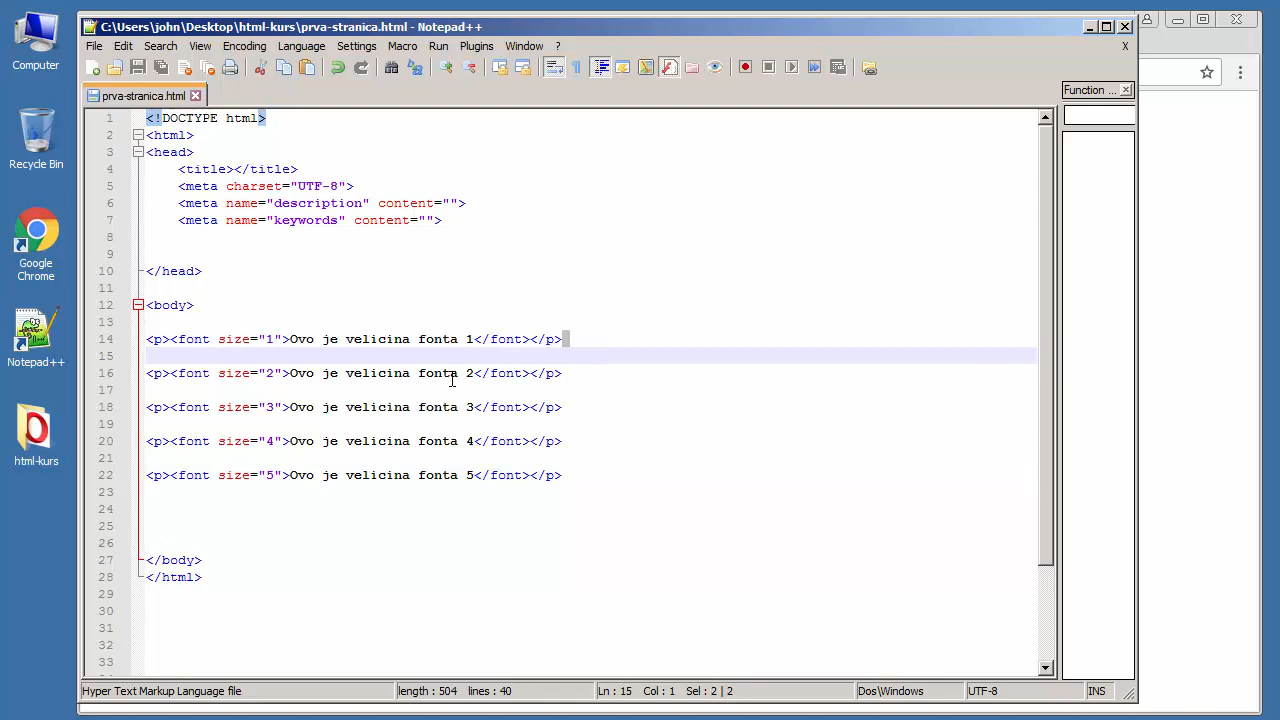 C:\Users\john\Desktop\html-kurs\prva-stranica.html - Notepad++
File Edit Search View Encoding Language Settings Macro Run Plugins Window ? X
prva-stranica.html
Function ...
1 <!DOCTYPE html>
2 <html>
3 <head>
4 <title></title>
5 <meta charset="UTF-8">
6 <meta name="description" content="">
7 <meta name="keywords" content="">
8
9
10 </head>
11
12 <body>
13
14 <p><font size="1">Ovo je velicina fonta 1</font></p>
15
16 <p><font size="2">Ovo je velicina fonta 2</font></p>
17
18 <p><font size="3">Ovo je velicina fonta 3</font></p>
19
20 <p><font size="4">Ovo je velicina fonta 4</font></p>
21
22 <p><font size="5">Ovo je velicina fonta 5</font></p>
23
24
25
26
27 </body>
28 </html>
29
30
31
32
33
Hyper Text Markup Language file length : 504 lines : 40 Ln : 15 Col : 1 Sel : 2 | 2 Dos\Windows UTF-8 INS
Computer
Recycle Bin
Google
Chrome
Notepad++
html-kurs